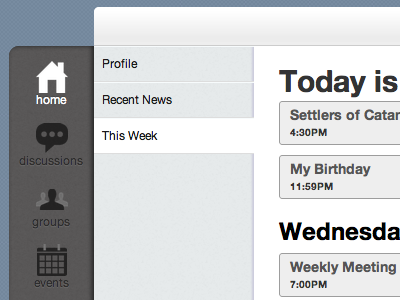 home
discussions
groups
events
Profile
Recent News
This Week
Today is
Settlers of Catan
4:30PM
My Birthday
11:59PM
Wednesda
Weekly Meeting
7:00PM